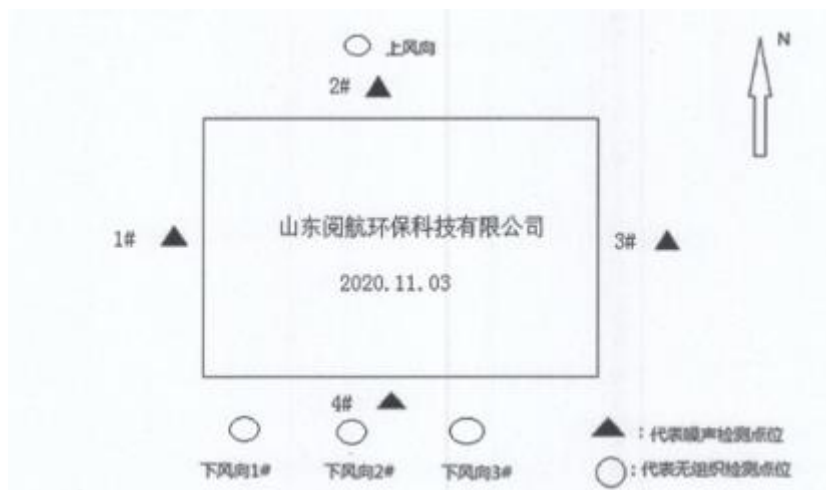 上风向
N
2#
山东阅航环保科技有限公司
1#
3#
2020.11.03
4#
下风向1#
下风向2#
下风向3#
：代表噪声检测点位
：代表无组织检测点位